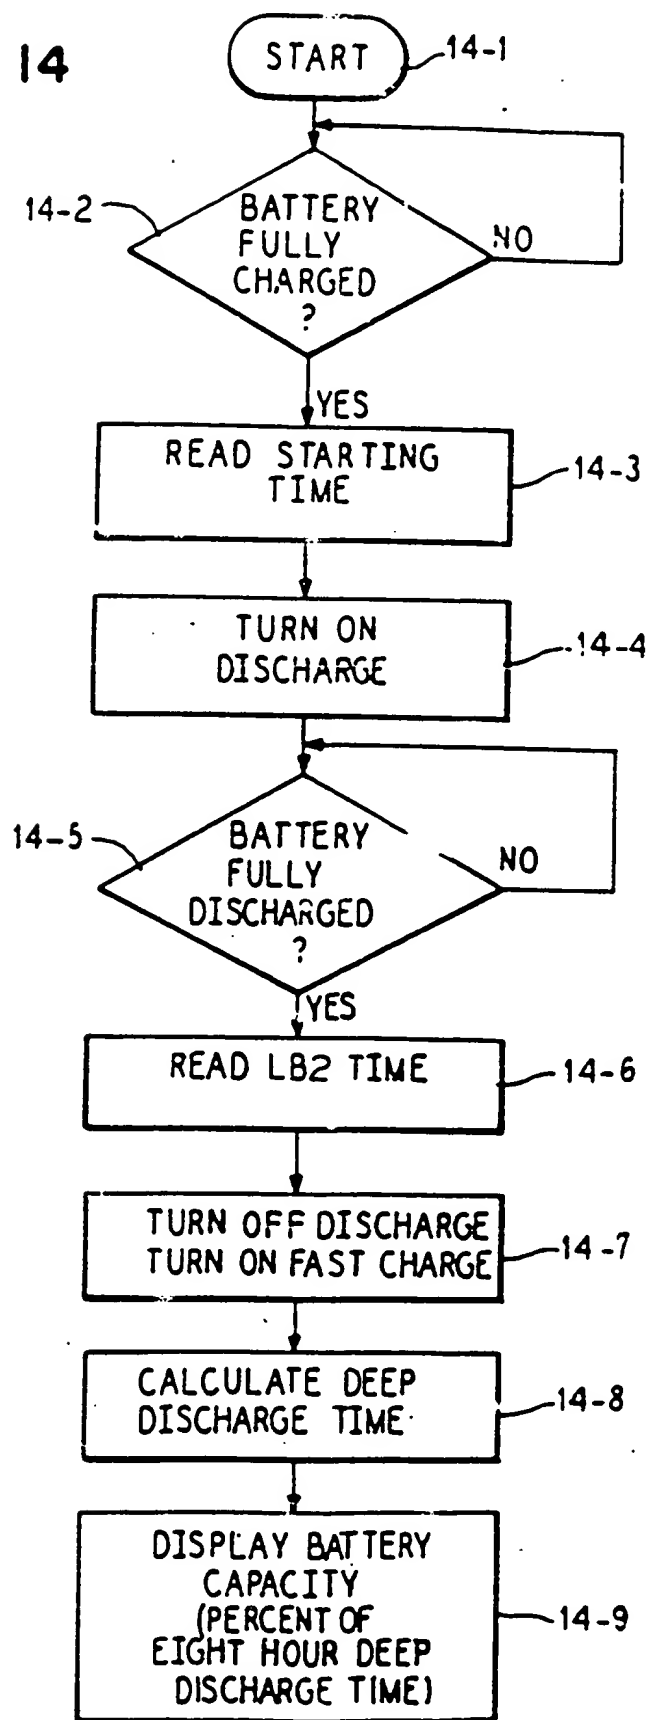 14
START
14-1
14-2
BATTERY
FULLY
CHARGED
?
NO
YES
READ STARTING
TIME
14-3
TURN ON
DISCHARGE
14-4
14-5
BATTERY
FULLY
DISCHARGED
?
NO
YES
READ LB2 TIME
14-6
TURN OFF DISCHARGE
TURN ON FAST CHARGE
14-7
CALCULATE DEEP
DISCHARGE TIME
14-8
DISPLAY BATTERY
CAPACITY
(PERCENT OF
EIGHT HOUR DEEP
DISCHARGE TIME)
14-9